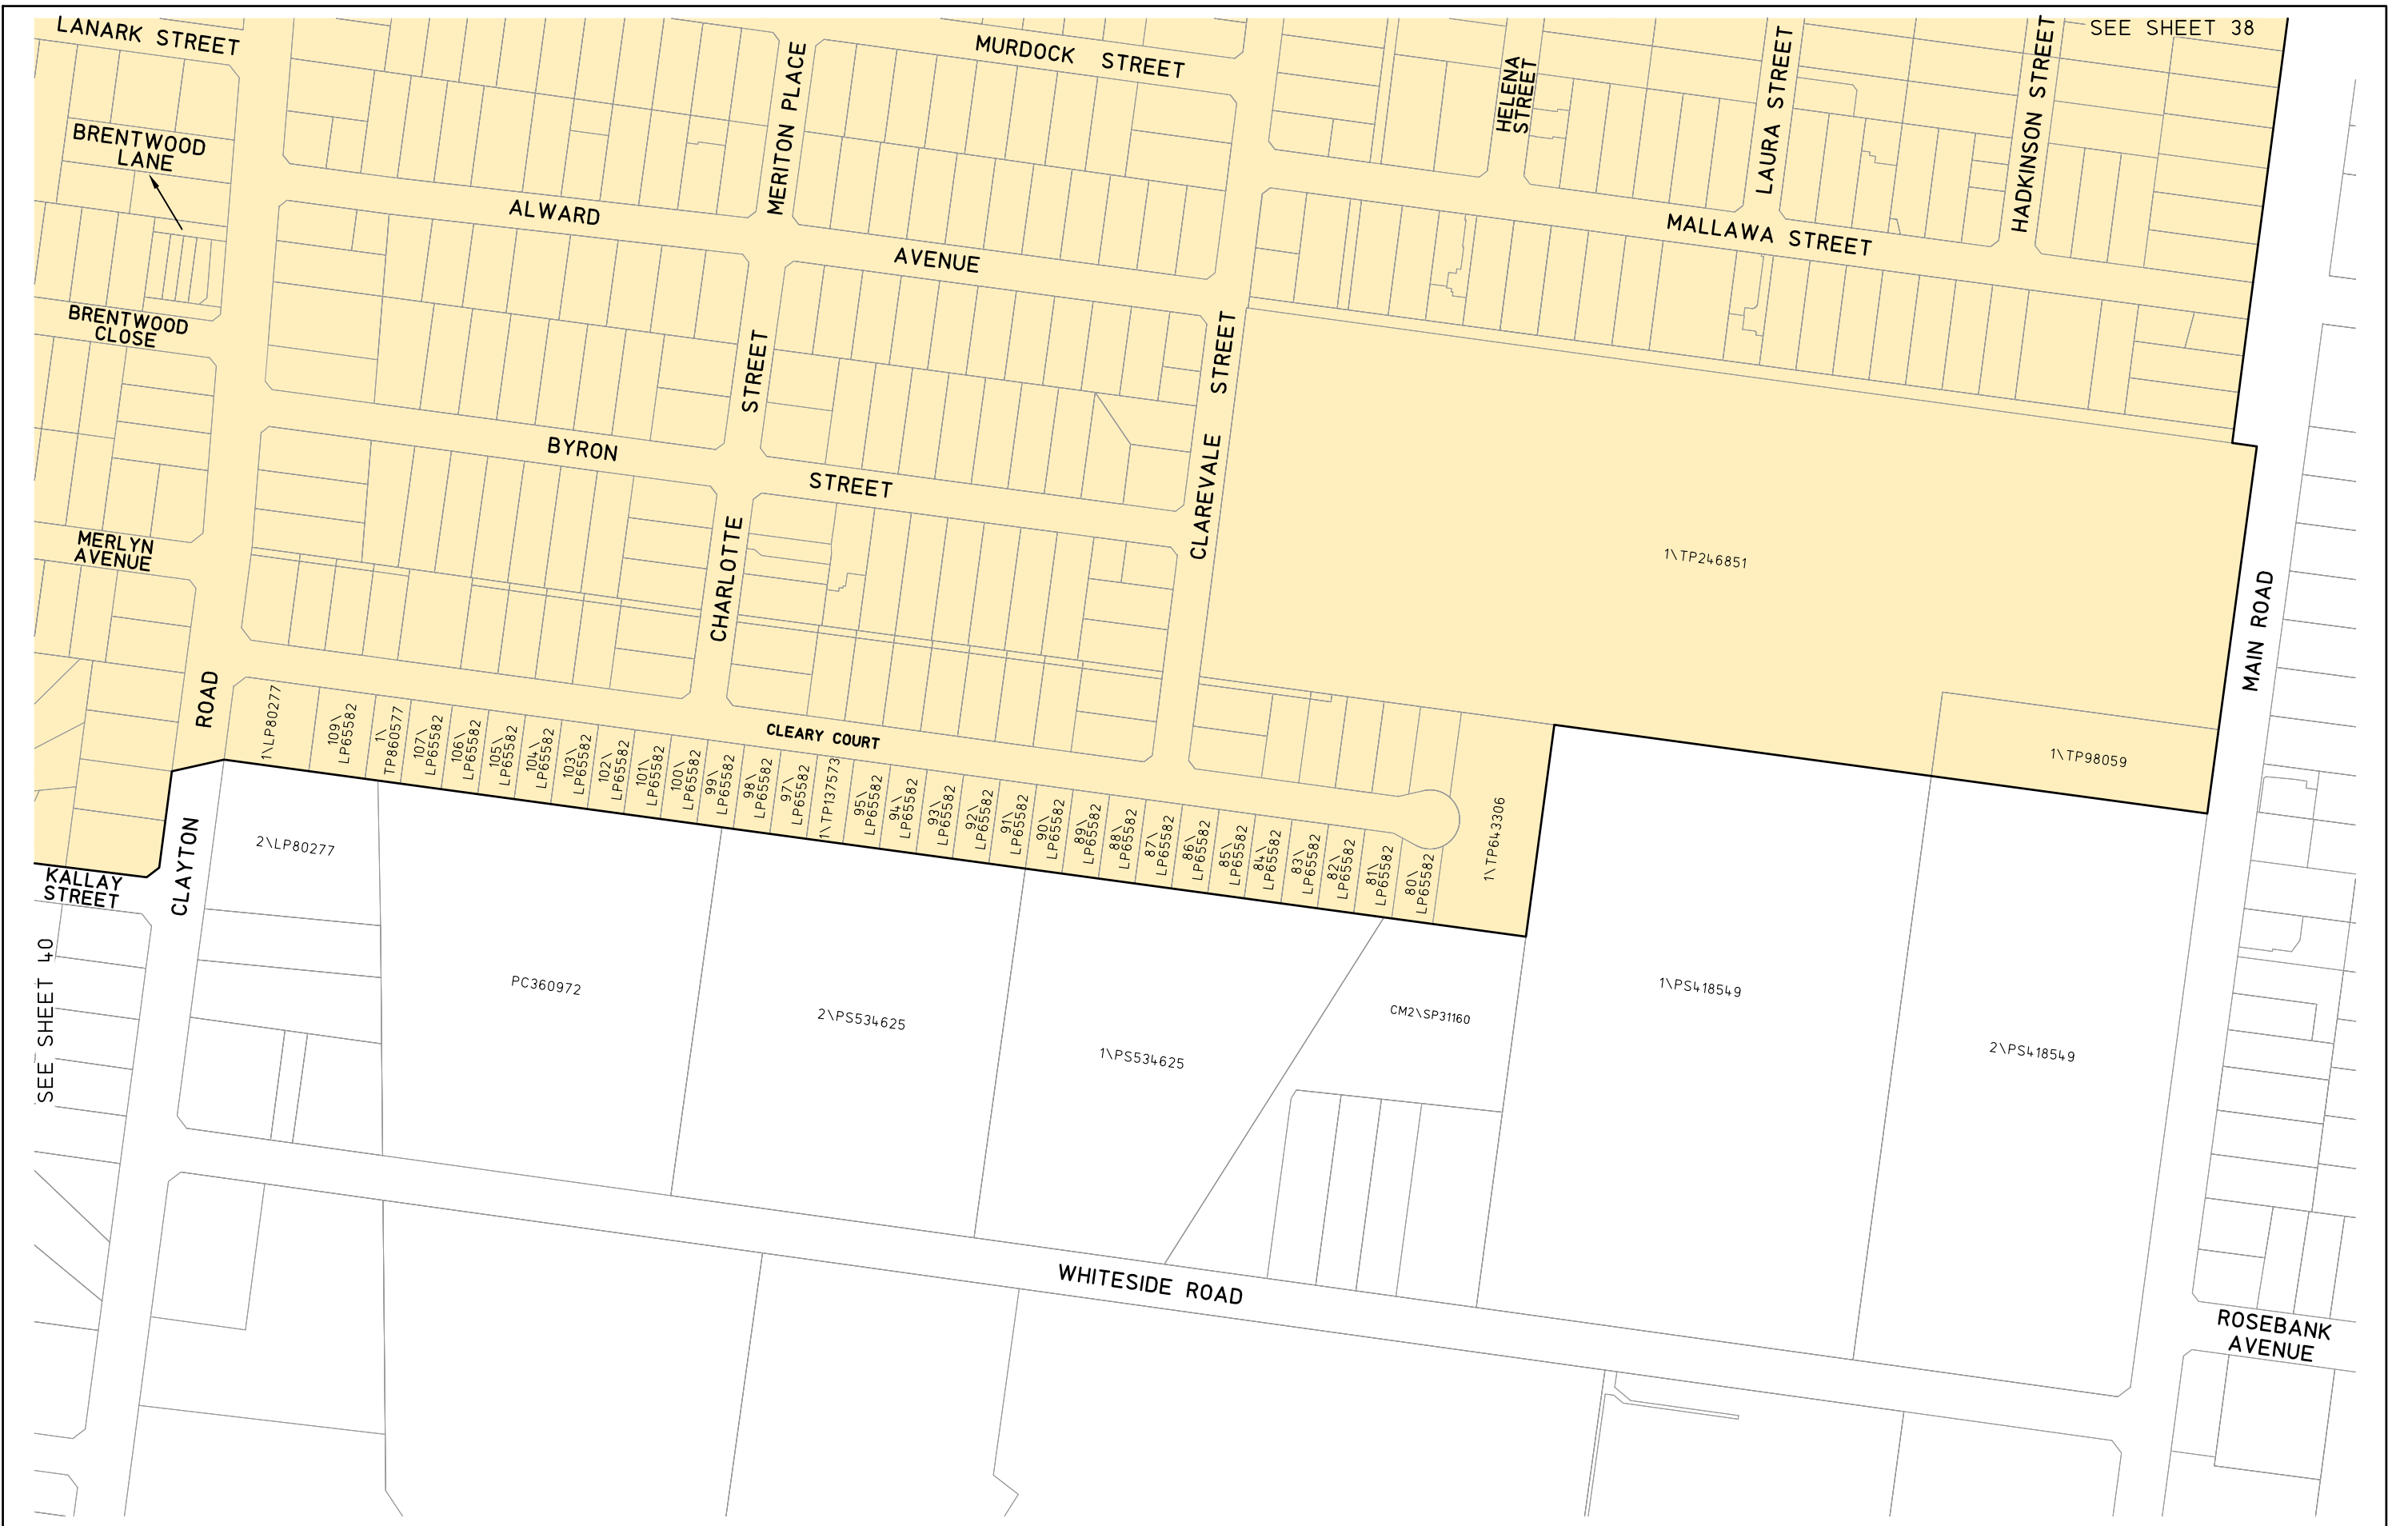 LANARK STREET
MURDOCK STREET
SEE SHEET 38
MERITON PLACE
HELENA
STREET
LAURA STREET
HADKINSON STREET
BRENTWOOD
LANE
ALWARD
AVENUE
MALLAWA STREET
BRENTWOOD
CLOSE
STREET
CHARLOTTE
CLAREVALE STREET
BYRON
STREET
MERLYN
AVENUE
1\TP246851
MAIN ROAD
ROAD
CLAYTON
CLEARY COURT
1\TP98059
1\LP80277
109\
LP65582
1\
TP860577
107\
LP65582
106\
LP65582
105\
LP65582
104\
LP65582
103\
LP65582
102\
LP65582
101\
LP65582
100\
LP65582
99\
LP65582
98\
LP65582
97\
LP65582
1\TP137573
95\
LP65582
94\
LP65582
93\
LP65582
92\
LP65582
91\
LP65582
90\
LP65582
89\
LP65582
88\
LP65582
87\
LP65582
86\
LP65582
85\
LP65582
84\
LP65582
83\
LP65582
82\
LP65582
81\
LP65582
80\
LP65582
1\TP643306
2\LP80277
KALLAY
STREET
SEE SHEET 40
PC360972
2\PS534625
1\PS534625
CM2\SP31160
1\PS418549
2\PS418549
WHITESIDE ROAD
ROSEBANK
AVENUE